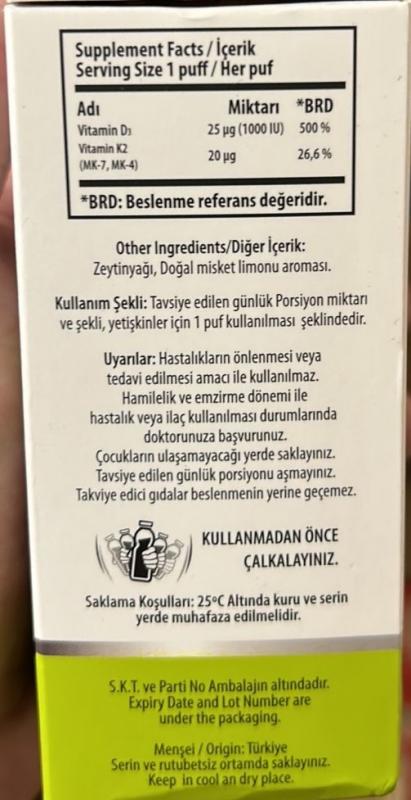 Supplement Facts / İçerik
Serving Size 1 puff / Her puf
Adı Miktarı *BRD
Vitamin D3 25 µg (1000 IU) 500 %
Vitamin K2
(MK-7, MK-4) 20 µg 26,6 %
*BRD: Beslenme referans değeridir.
Other Ingredients/Diğer İçerik:
Zeytinyağı, Doğal misket limonu aroması.
Kullanım Şekli: Tavsiye edilen günlük Porsiyon miktarı
ve şekli, yetişkinler için 1 puf kullanılması şeklindedir.
Uyarılar: Hastalıkların önlenmesi veya
tedavi edilmesi amacı ile kullanılmaz.
Hamilelik ve emzirme dönemi ile
hastalık veya ilaç kullanılması durumlarında
doktorunuza başvurunuz.
Çocukların ulaşamayacağı yerde saklayınız.
Tavsiye edilen günlük porsiyonu aşmayınız.
Takviye edici gıdalar beslenmenin yerine geçemez.
KULLANMADAN ÖNCE
ÇALKALAYINIZ.
Saklama Koşulları: 25ºC Altında kuru ve serin
yerde muhafaza edilmelidir.
S.K.T. ve Parti No Ambalajın altındadır.
Expiry Date and Lot Number are
under the packaging.
Menşei / Origin: Türkiye
Serin ve rutubetsiz ortamda saklayınız.
Keep in cool an dry place.